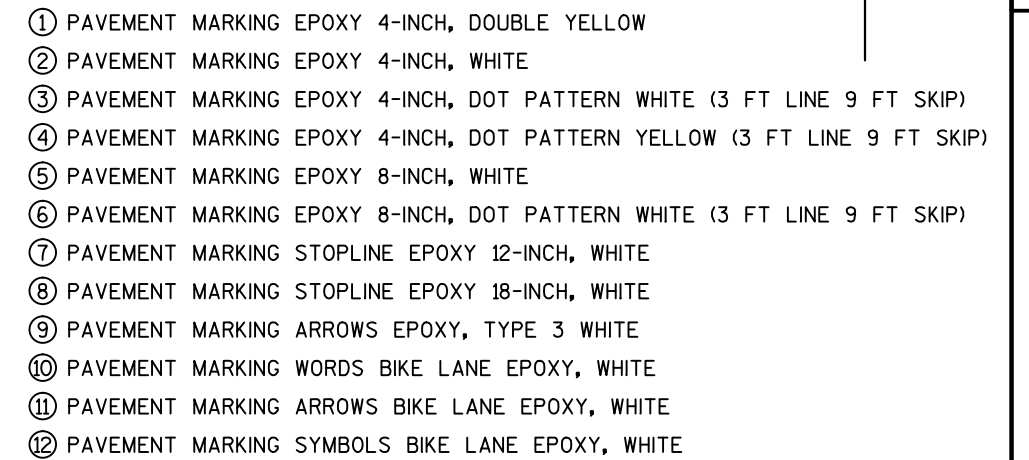 ① PAVEMENT MARKING EPOXY 4-INCH, DOUBLE YELLOW
② PAVEMENT MARKING EPOXY 4-INCH, WHITE
③ PAVEMENT MARKING EPOXY 4-INCH, DOT PATTERN WHITE (3 FT LINE 9 FT SKIP)
④ PAVEMENT MARKING EPOXY 4-INCH, DOT PATTERN YELLOW (3 FT LINE 9 FT SKIP)
⑤ PAVEMENT MARKING EPOXY 8-INCH, WHITE
⑥ PAVEMENT MARKING EPOXY 8-INCH, DOT PATTERN WHITE (3 FT LINE 9 FT SKIP)
⑦ PAVEMENT MARKING STOPLINE EPOXY 12-INCH, WHITE
⑧ PAVEMENT MARKING STOPLINE EPOXY 18-INCH, WHITE
⑨ PAVEMENT MARKING ARROWS EPOXY, TYPE 3 WHITE
⑩ PAVEMENT MARKING WORDS BIKE LANE EPOXY, WHITE
⑪ PAVEMENT MARKING ARROWS BIKE LANE EPOXY, WHITE
⑫ PAVEMENT MARKING SYMBOLS BIKE LANE EPOXY, WHITE